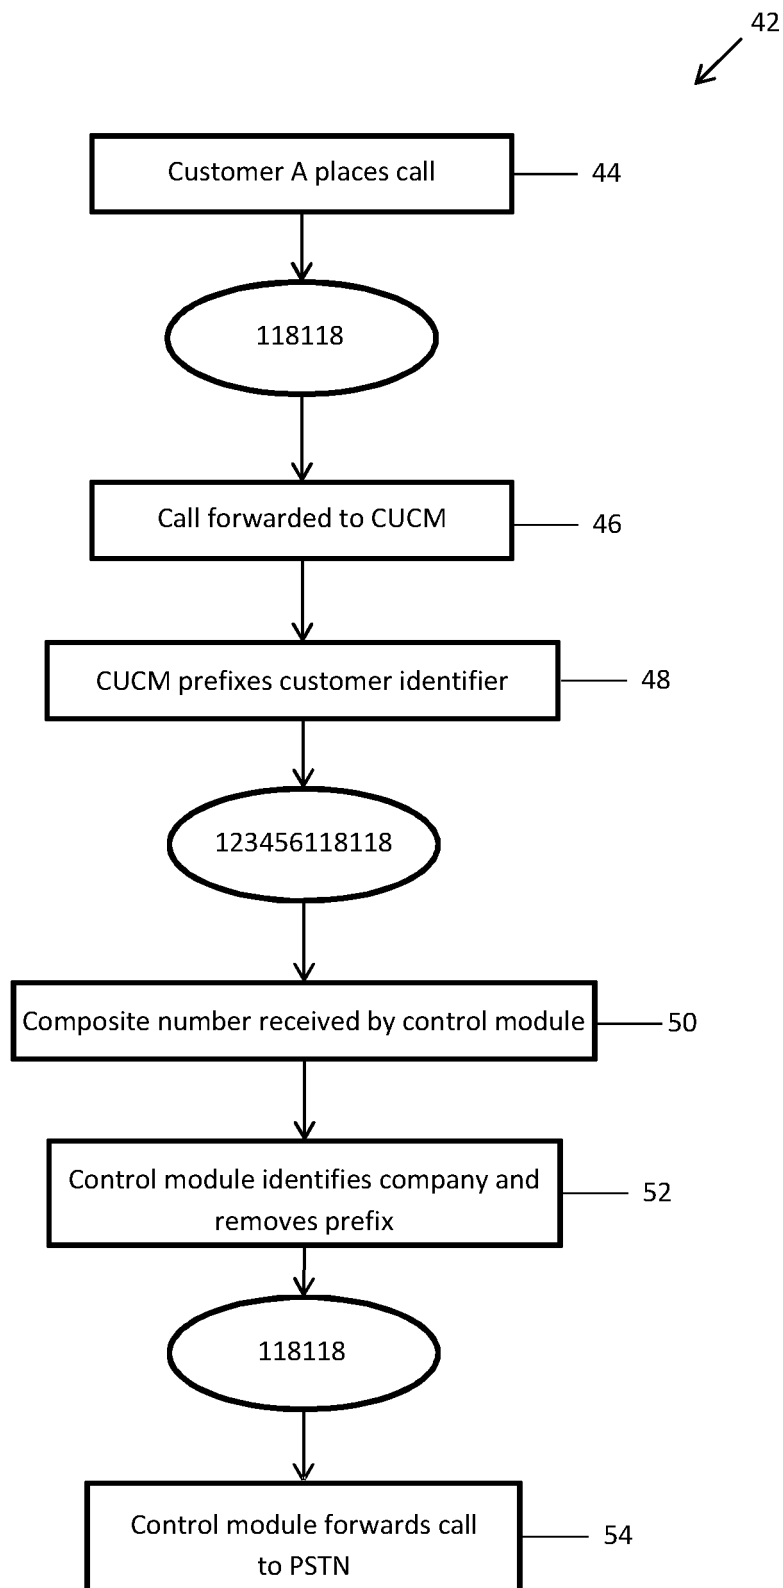 42
Customer A places call
44
118118
Call forwarded to CUCM
46
CUCM prefixes customer identifier
48
123456118118
Composite number received by control module
50
Control module identifies company and
removes prefix
52
118118
Control module forwards call
to PSTN
54